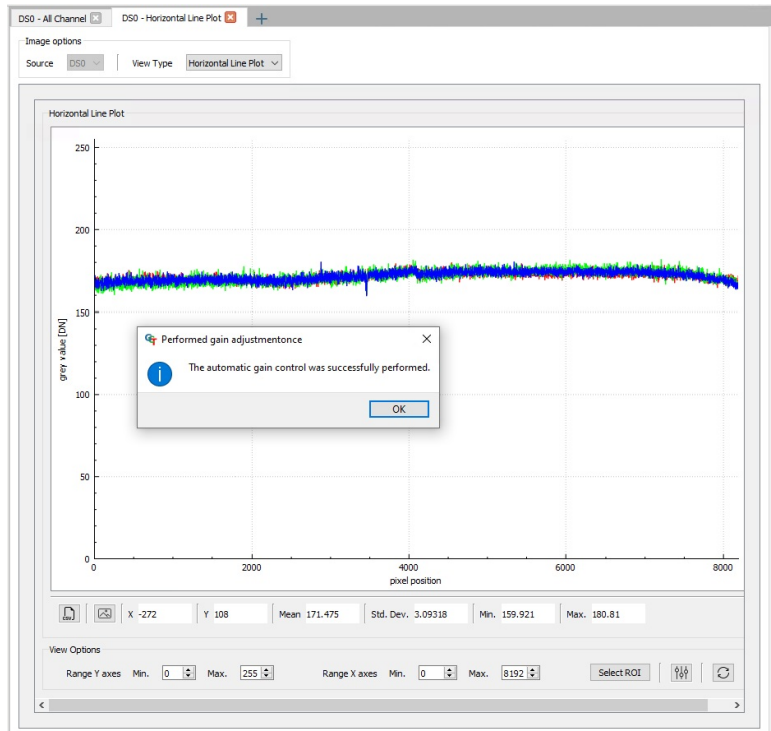 DS0 - All Channel DS0 - Horizontal Line Plot
Image options
Source DS0 View Type Horizontal Line Plot
Horizontal Line Plot
250
200
150
100
50
0
grey value [DN]
Performed gain adjustmentonce
The automatic gain control was successfully performed.
OK
0 2000 4000 6000 8000
pixel position
CSV X -272 Y 108 Mean 171.475 Std. Dev. 3.09318 Min. 159.921 Max. 180.81
View Options
Range Y axes Min. 0 Max. 255 Range X axes Min. 0 Max. 8192 Select ROI